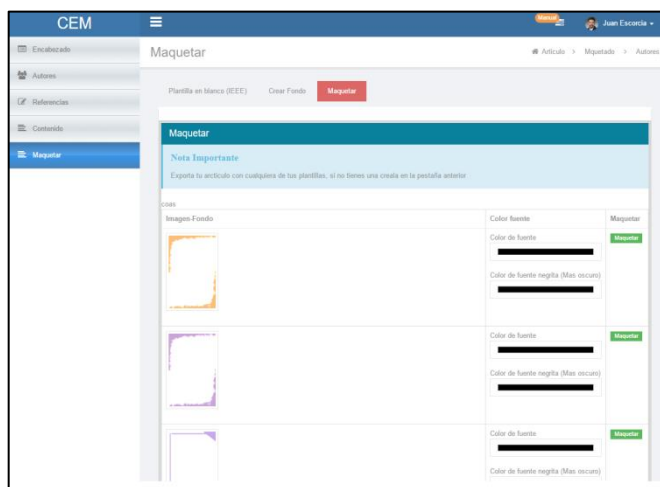 CEM
Manual
Juan Escorcia
Encabezado
Autores
Referencias
Contenido
Maquetar
Maquetar
Articulo > Mquetado > Autores
Plantilla en blanco (IEEE) Crear Fondo Maquetar
Maquetar
Nota Importante
Exporta tu arcticulo con cualquiera de tus plantillas, si no tienes una creala en la pestaña anterior
Images-Fondo Color fuente Maquetar
Color de fuente Maquetar
Color de fuente negrita (Mas oscuro)
Color de fuente Maquetar
Color de fuente negrita (Mas oscuro)
Color de fuente Maquetar
Color de fuente negrita (Mas oscuro)